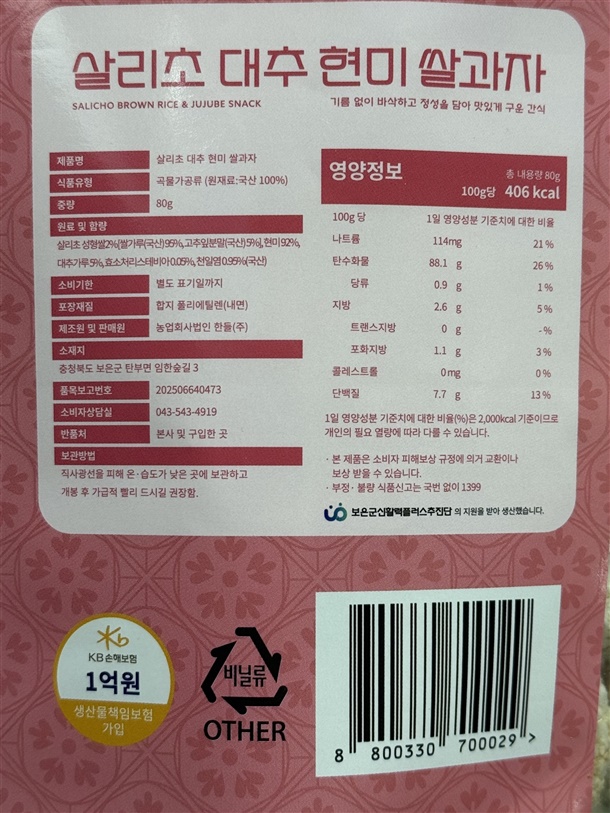 살리초 대추 현미 쌀과자
SALICHO BROWN RICE & JUJUBE SNACK
기름 없이 바삭하고 정성을 담아 맛있게 구운 간식
제품명 살리초 대추 현미 쌀과자
식품유형 곡물가공류 (원재료:국산 100%)
중량 80g
원료 및 함량
살리초 성형쌀2%[쌀가루(국산)95%,고추잎분말(국산)5%],현미92%,
대추가루5%,효소처리스테비아0.05%,천일염0.95%(국산)
소비기한 별도 표기일까지
포장재질 합지 폴리에틸렌(내면)
제조원 및 판매원 농업회사법인 한들(주)
소재지
충청북도 보은군 탄부면 임한숲길 3
품목보고번호 202506640473
소비자상담실 043-543-4919
반품처 본사 및 구입한 곳
보관방법
직사광선을 피해 온·습도가 낮은 곳에 보관하고
개봉 후 가급적 빨리 드시길 권장함.
영양정보
총 내용량 80g
100g당 406 kcal
100g 당 1일 영양성분 기준치에 대한 비율
나트륨 114mg 21 %
탄수화물 88.1 g 26 %
당류 0.9 g 1 %
지방 2.6 g 5 %
트랜스지방 0 g - %
포화지방 1.1 g 3 %
콜레스트롤 0 mg 0 %
단백질 7.7 g 13 %
1일 영양성분 기준치에 대한 비율(%)은 2,000kcal 기준이므로
개인의 필요 열량에 따라 다를 수 있습니다.
· 본 제품은 소비자 피해보상 규정에 의거 교환이나
보상 받을 수 있습니다.
· 부정·불량 식품신고는 국번 없이 1399
보은군신활력플러스추진단 의 지원을 받아 생산했습니다.
KB 손해보험
1억원
생산물책임보험
가입
비닐류
OTHER
8 800330 700029 >